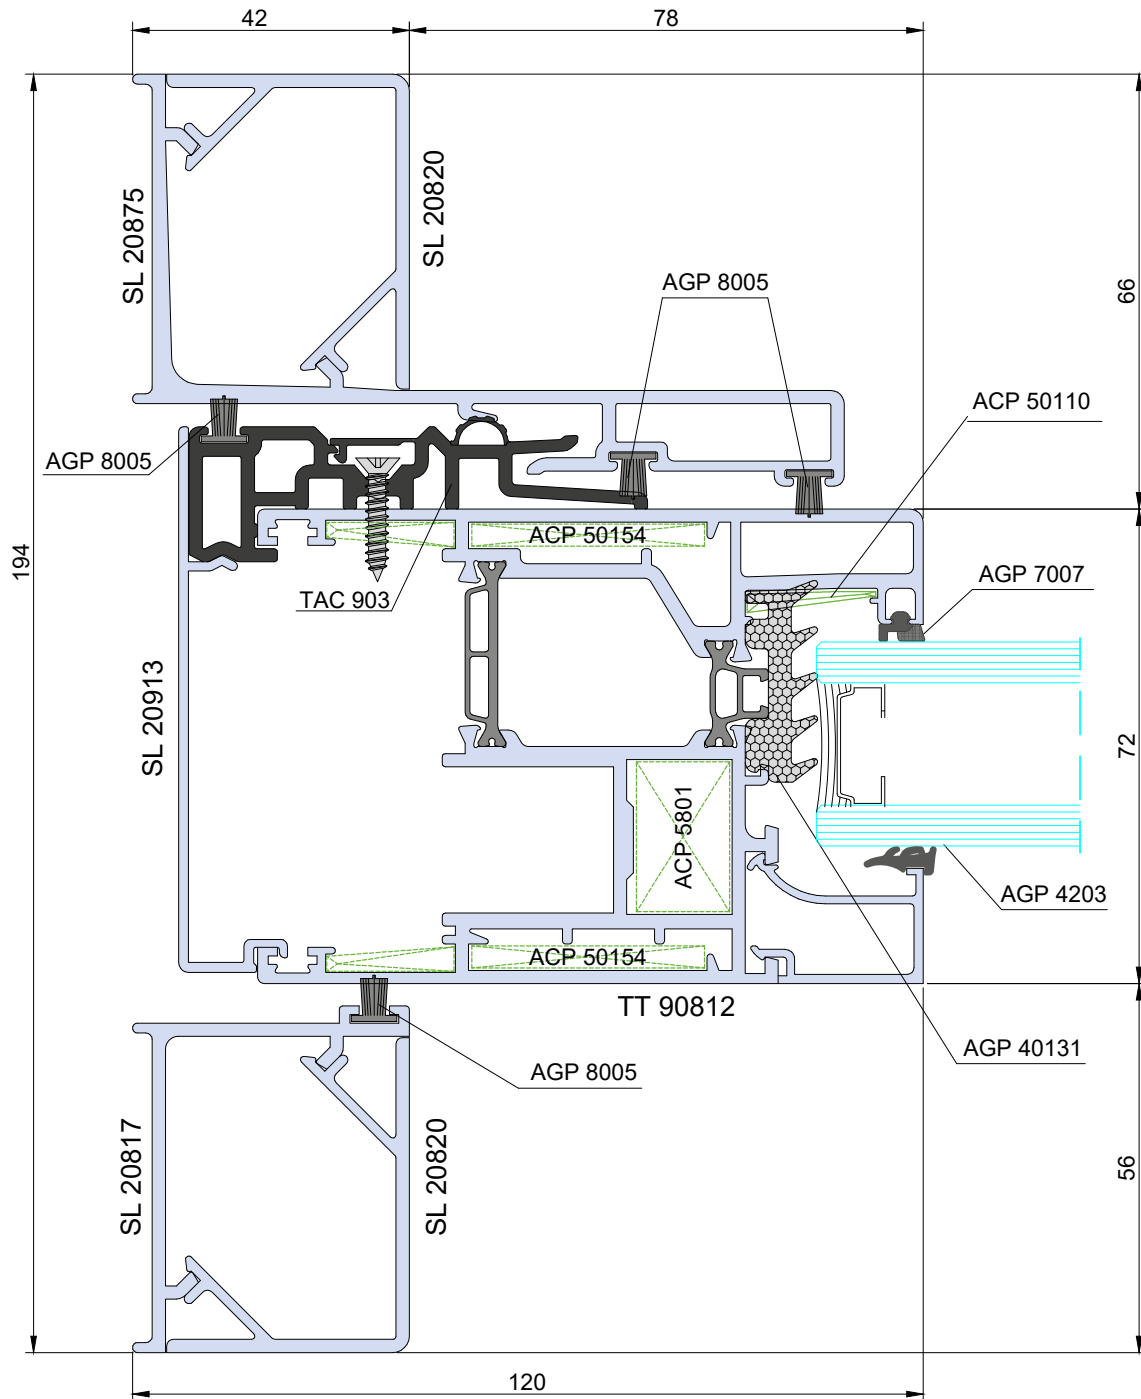 42
78
SL 20875
SL 20820
AGP 8005
66
ACP 50110
AGP 8005
ACP 50154
194
AGP 7007
TAC 903
SL 20913
72
ACP 5801
AGP 4203
ACP 50154
TT 90812
AGP 40131
AGP 8005
SL 20817
SL 20820
56
120